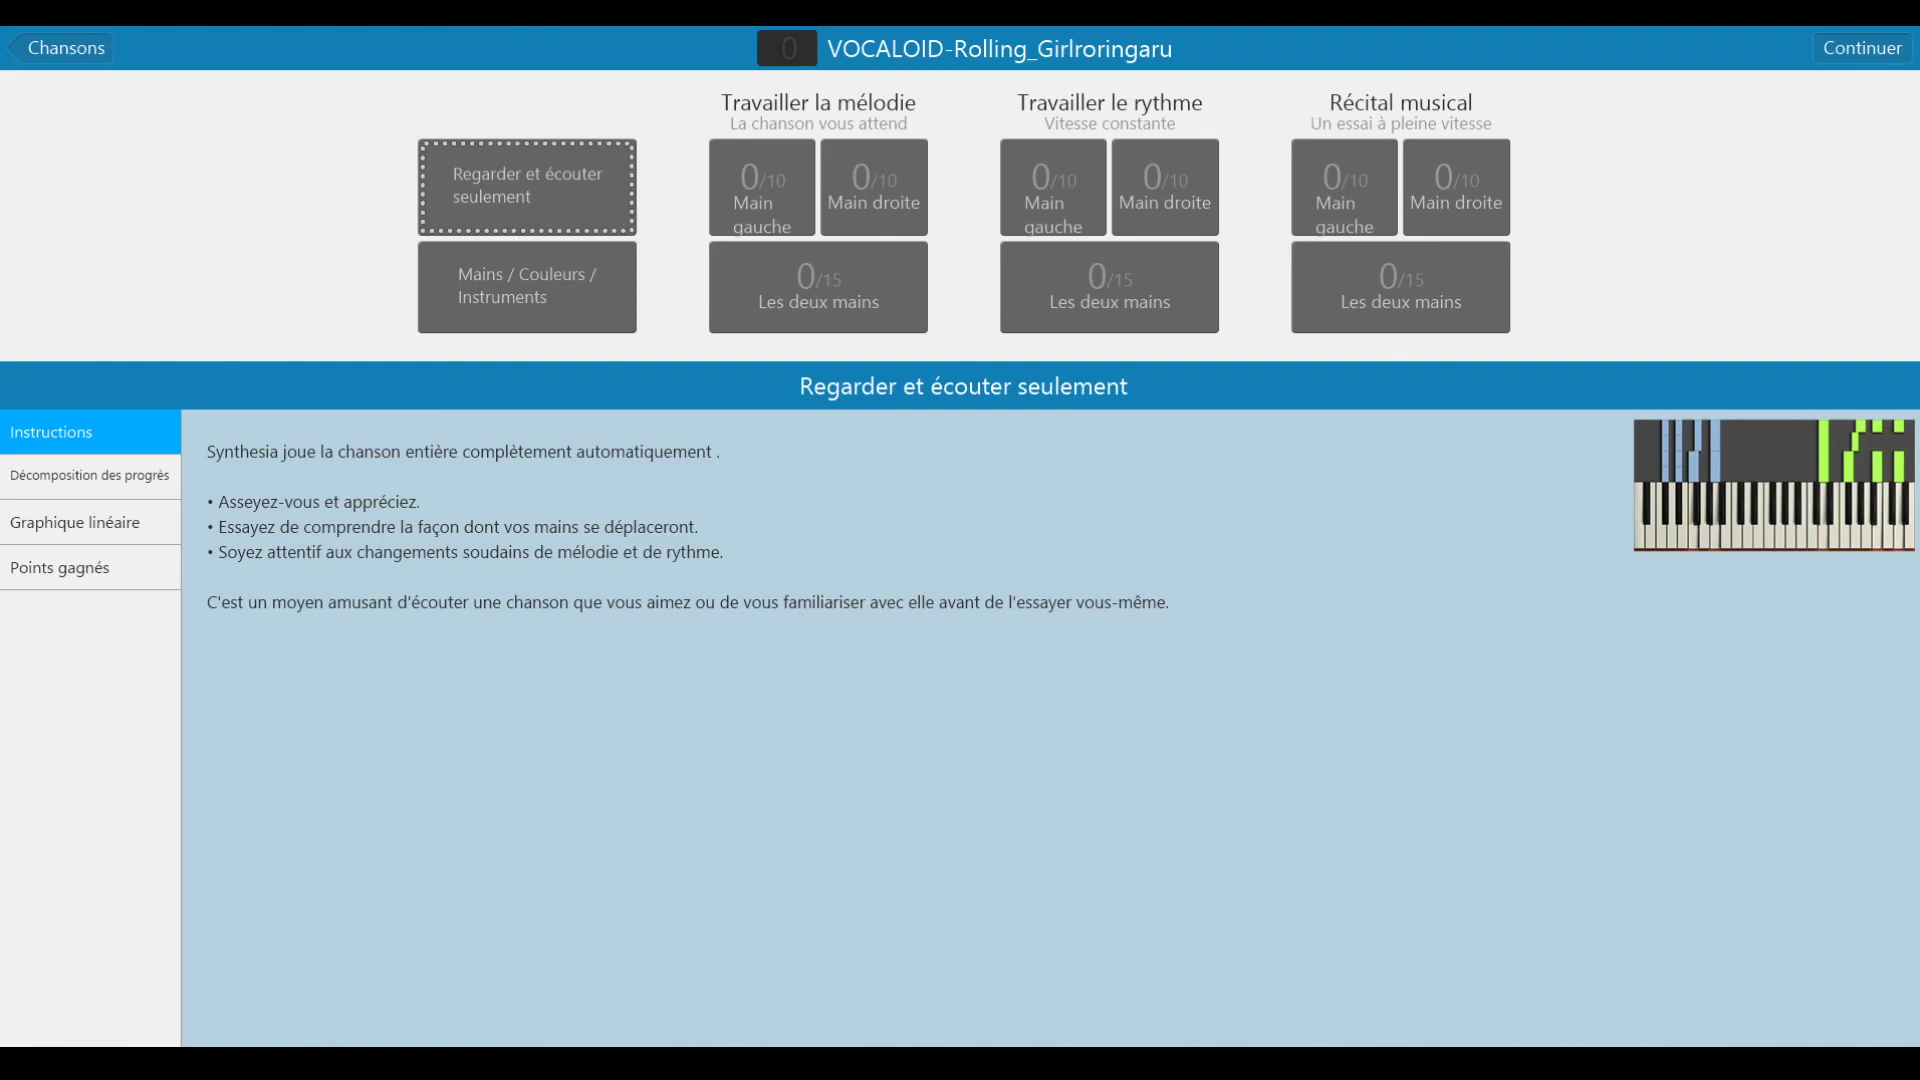 Chansons
0
VOCALOID-Rolling_Girlroringaru
Continuer
Travailler la mélodie
La chanson vous attend
Travailler le rythme
Vitesse constante
Récital musical
Un essai à pleine vitesse
Regarder et écouter
seulement
0/10
Main
gauche
0/10
Main droite
0/10
Main
gauche
0/10
Main droite
0/10
Main
gauche
0/10
Main droite
Mains / Couleurs /
Instruments
0/15
Les deux mains
0/15
Les deux mains
0/15
Les deux mains
Regarder et écouter seulement
Instructions
Décomposition des progrès
Graphique linéaire
Points gagnés
Synthesia joue la chanson entière complètement automatiquement .
• Asseyez-vous et appréciez.
• Essayez de comprendre la façon dont vos mains se déplaceront.
• Soyez attentif aux changements soudains de mélodie et de rythme.
C'est un moyen amusant d'écouter une chanson que vous aimez ou de vous familiariser avec elle avant de l'essayer vous-même.